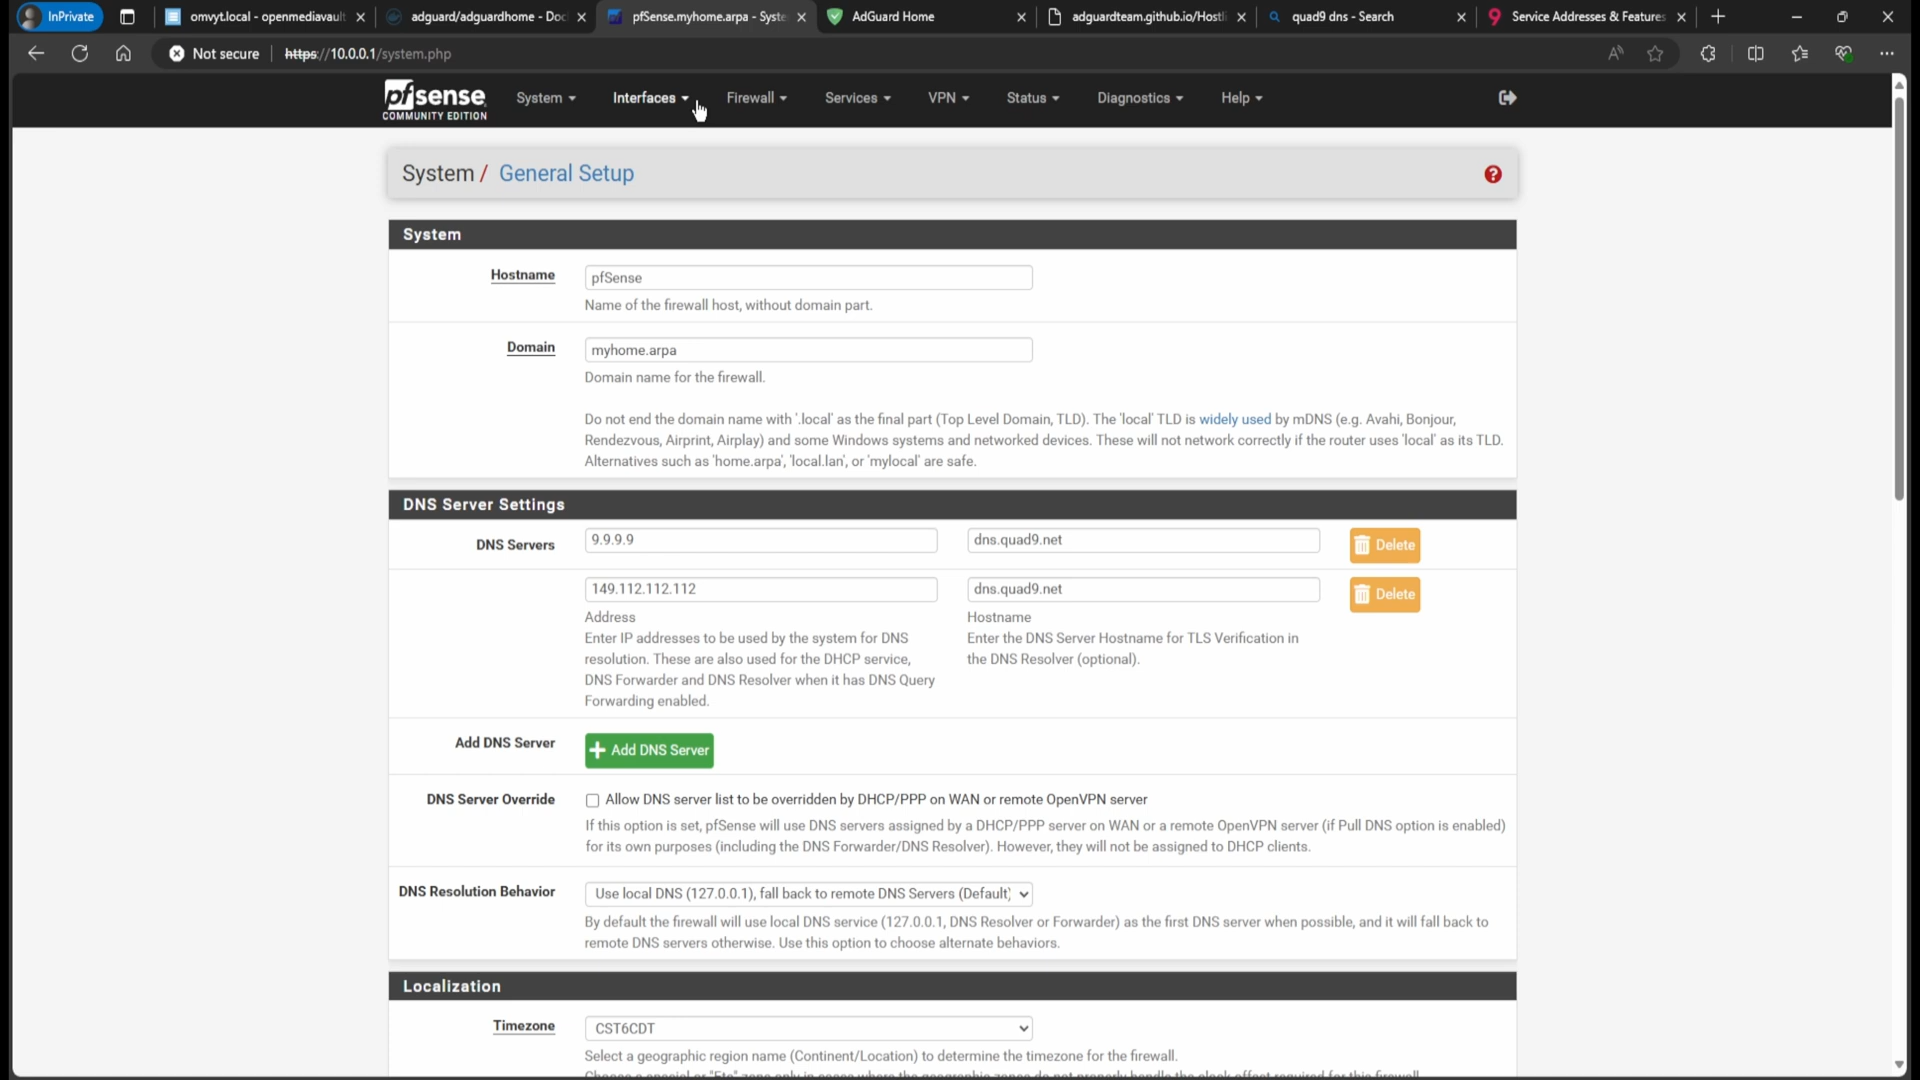 InPrivate
omvyt.local - openmediavault
adguard/adguardhome - Doc
pfSense.myhome.arpa - Syste
AdGuard Home
adguardteam.github.io/Hostli
quad9 dns - Search
Service Addresses & Features
Not secure
https://10.0.0.1/system.php
pfsense
COMMUNITY EDITION
System
Interfaces
Firewall
Services
VPN
Status
Diagnostics
Help
System / General Setup
System
Hostname
pfSense
Name of the firewall host, without domain part.
Domain
myhome.arpa
Domain name for the firewall.
Do not end the domain name with '.local' as the final part (Top Level Domain, TLD). The 'local' TLD is widely used by mDNS (e.g. Avahi, Bonjour,
Rendezvous, Airprint, Airplay) and some Windows systems and networked devices. These will not network correctly if the router uses 'local' as its TLD.
Alternatives such as 'home.arpa', 'local.lan', or 'mylocal' are safe.
DNS Server Settings
DNS Servers
9.9.9.9
dns.quad9.net
Delete
149.112.112.112
dns.quad9.net
Delete
Address
Enter IP addresses to be used by the system for DNS
resolution. These are also used for the DHCP service,
DNS Forwarder and DNS Resolver when it has DNS Query
Forwarding enabled.
Hostname
Enter the DNS Server Hostname for TLS Verification in
the DNS Resolver (optional).
Add DNS Server
Add DNS Server
DNS Server Override
Allow DNS server list to be overridden by DHCP/PPP on WAN or remote OpenVPN server
If this option is set, pfSense will use DNS servers assigned by a DHCP/PPP server on WAN or a remote OpenVPN server (if Pull DNS option is enabled)
for its own purposes (including the DNS Forwarder/DNS Resolver). However, they will not be assigned to DHCP clients.
DNS Resolution Behavior
Use local DNS (127.0.0.1), fall back to remote DNS Servers (Default)
By default the firewall will use local DNS service (127.0.0.1, DNS Resolver or Forwarder) as the first DNS server when possible, and it will fall back to
remote DNS servers otherwise. Use this option to choose alternate behaviors.
Localization
Timezone
CST6CDT
Select a geographic region name (Continent/Location) to determine the timezone for the firewall.